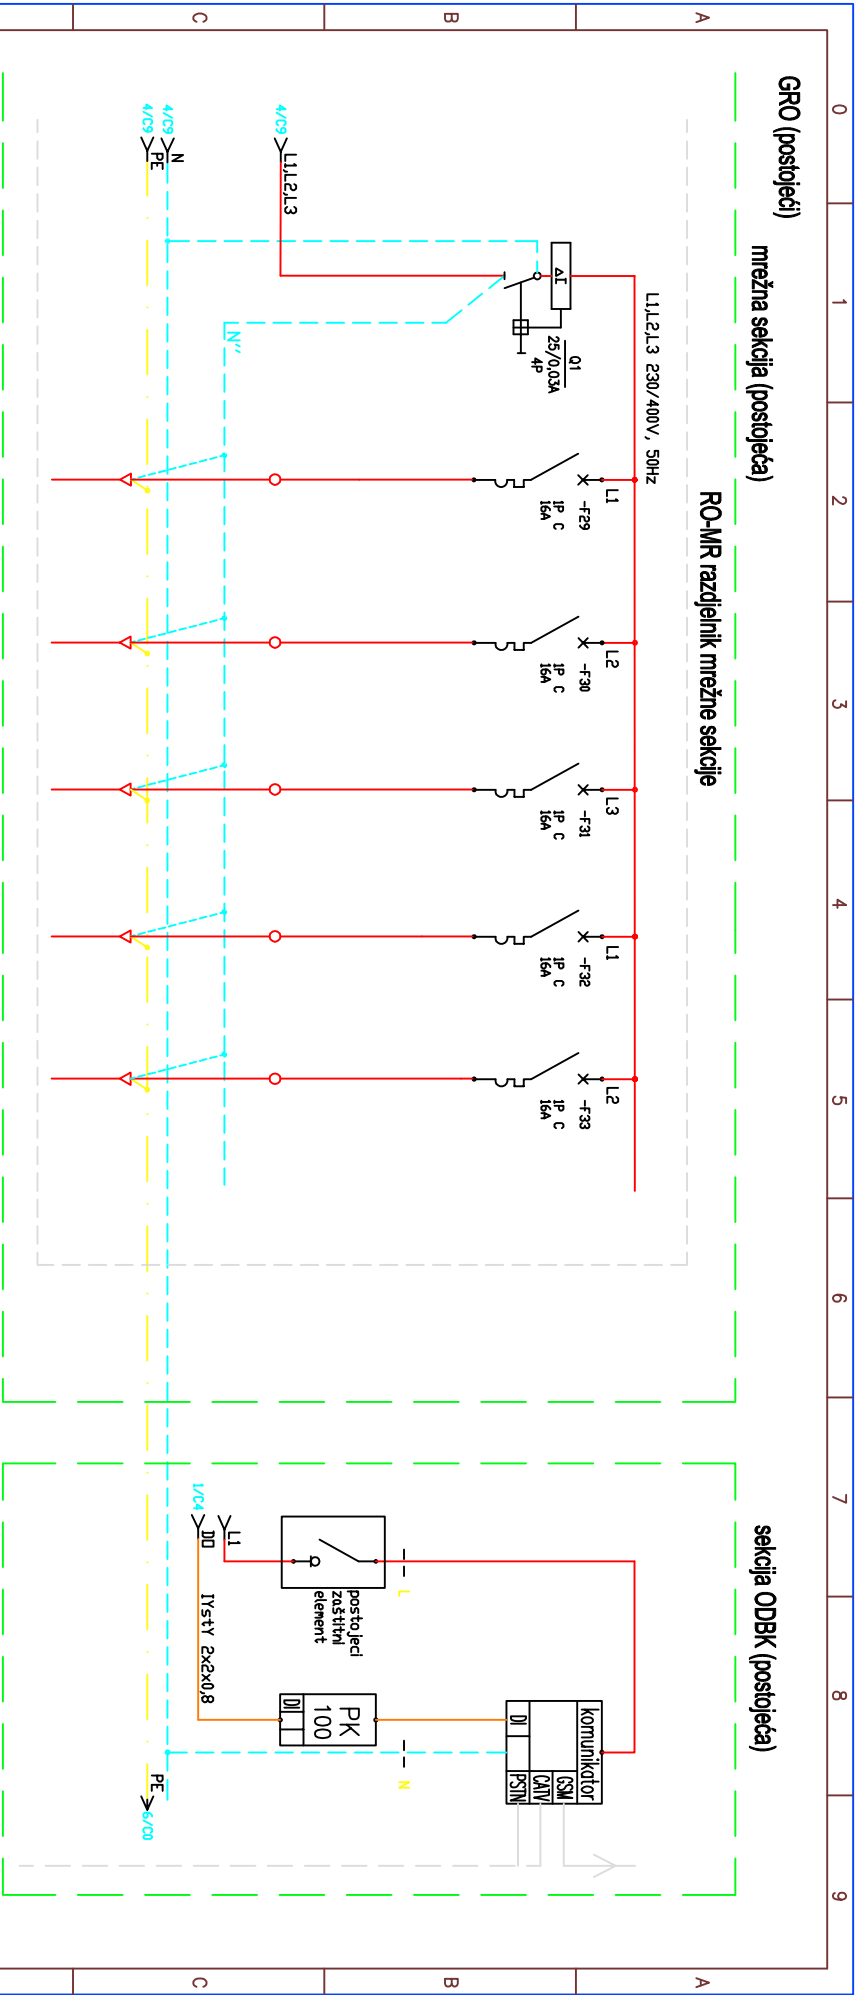 0
1
2
3
4
5
6
7
8
9
A
B
C
A
B
C
GRO (postojeći)
mrežna sekcija (postojeća)
RO-MR razdjelnik mrežne sekcije
sekcija ODBK (postojeća)
L1,L2,L3 230/400V, 50Hz
ΔI
Q1
25/0,03A
4P
L1
-F29
1P C
16A
L2
-F30
1P C
16A
L3
-F31
1P C
16A
L1
-F32
1P C
16A
L2
-F33
1P C
16A
4/C9
L1,L2,L3
N''
4/C9
N
4/C9
PE
komunikator
GSM
CATV
PSTN
DI
L
N
postojeci
zaštitni
element
PK
100
DI
L1
1/C4
DO
IYstY 2x2x0,8
PE
6/C0